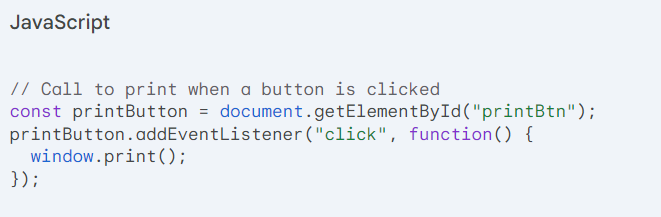 JavaScript
// Call to print when a button is clicked
const printButton = document.getElementById("printBtn");
printButton.addEventListener("click", function() {
  window.print();
});